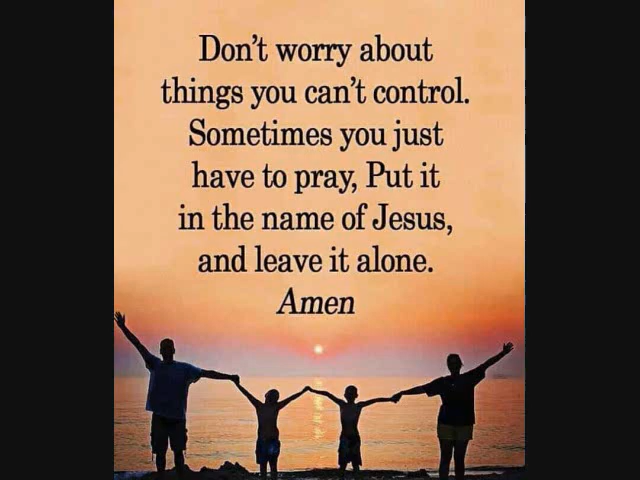 Don't worry about
things you can't control.
Sometimes you just
have to pray, Put it
in the name of Jesus,
and leave it alone.
Amen